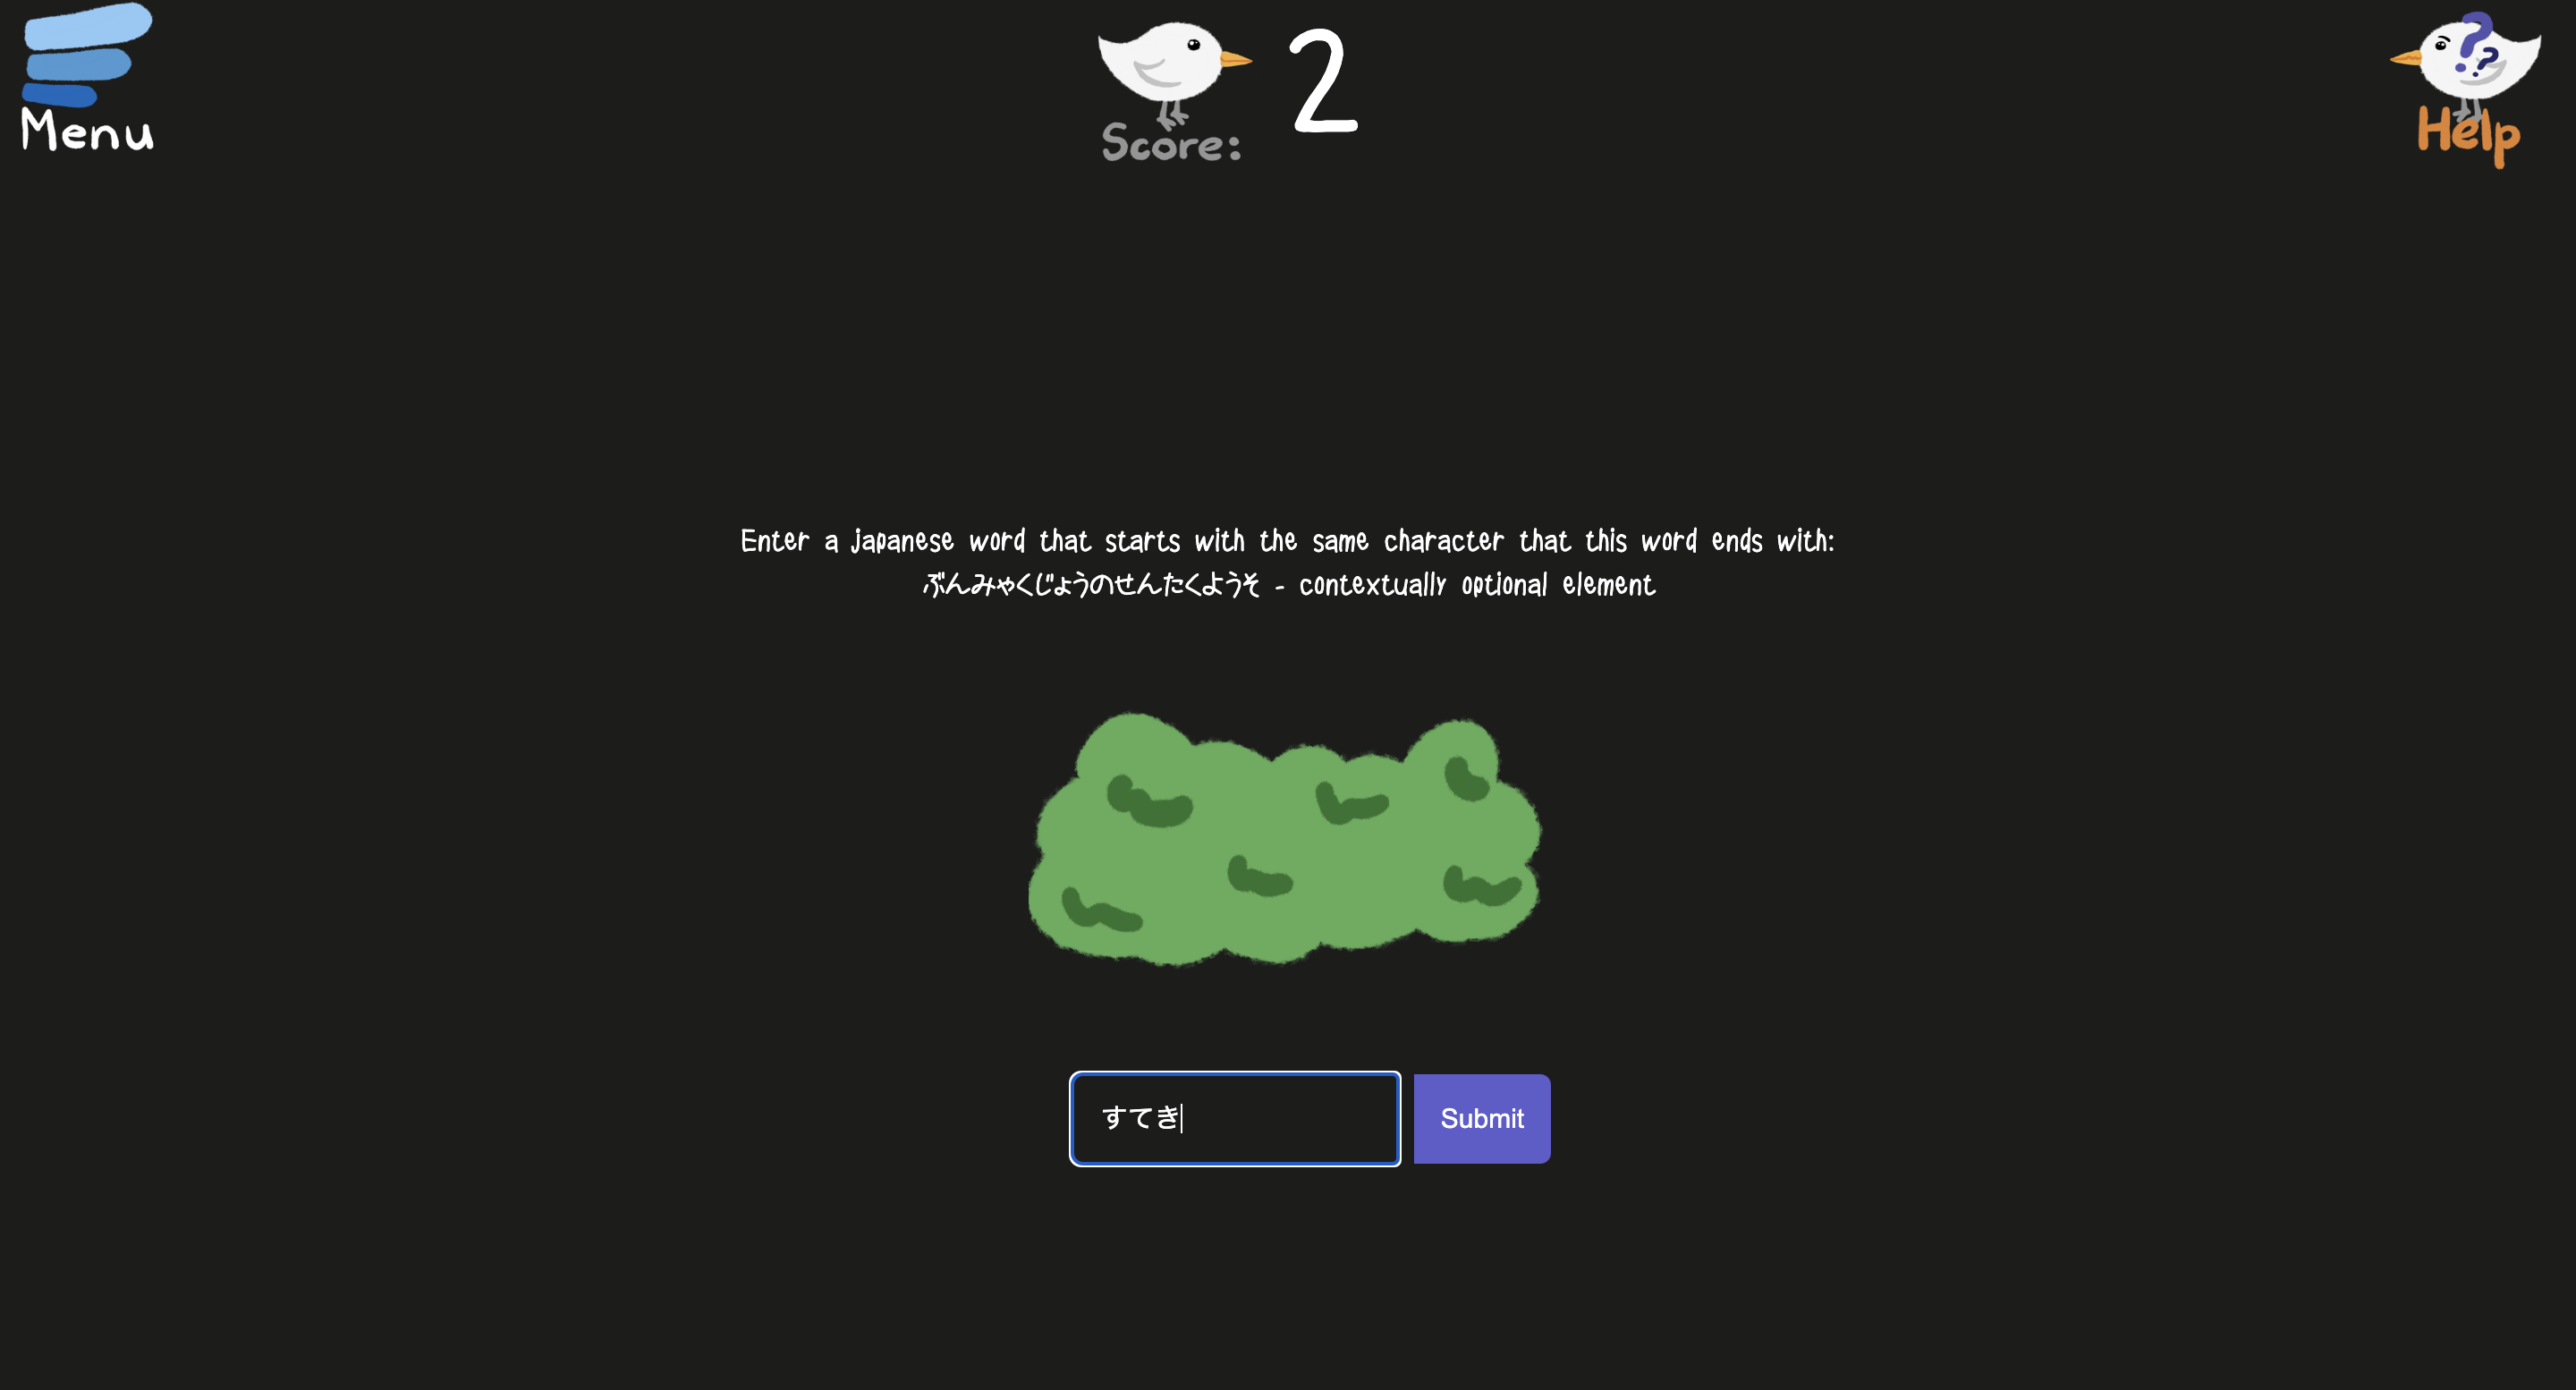 Menu
Score: 2
??
Help
Enter a japanese word that starts with the same character that this word ends with:
ぶんみゃくじょうのせんたくようそ - contextually optional element
すてき
Submit